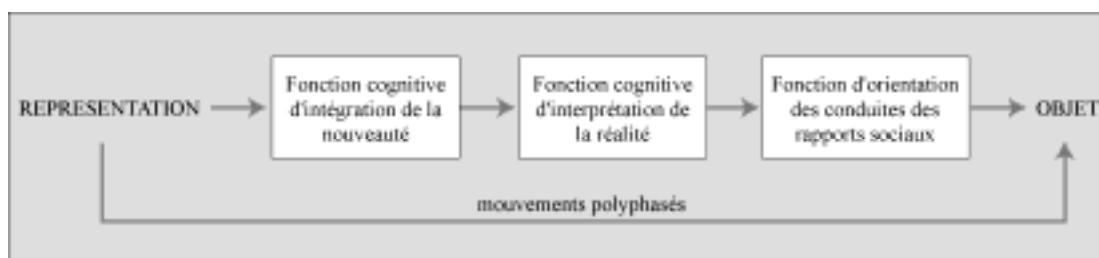 REPRESENTATION
Fonction cognitive
d'intégration de la
nouveauté
Fonction cognitive
d'interprétation de
la réalité
Fonction d'orientation
des conduites des
rapports sociaux
OBJET
mouvements polyphasés